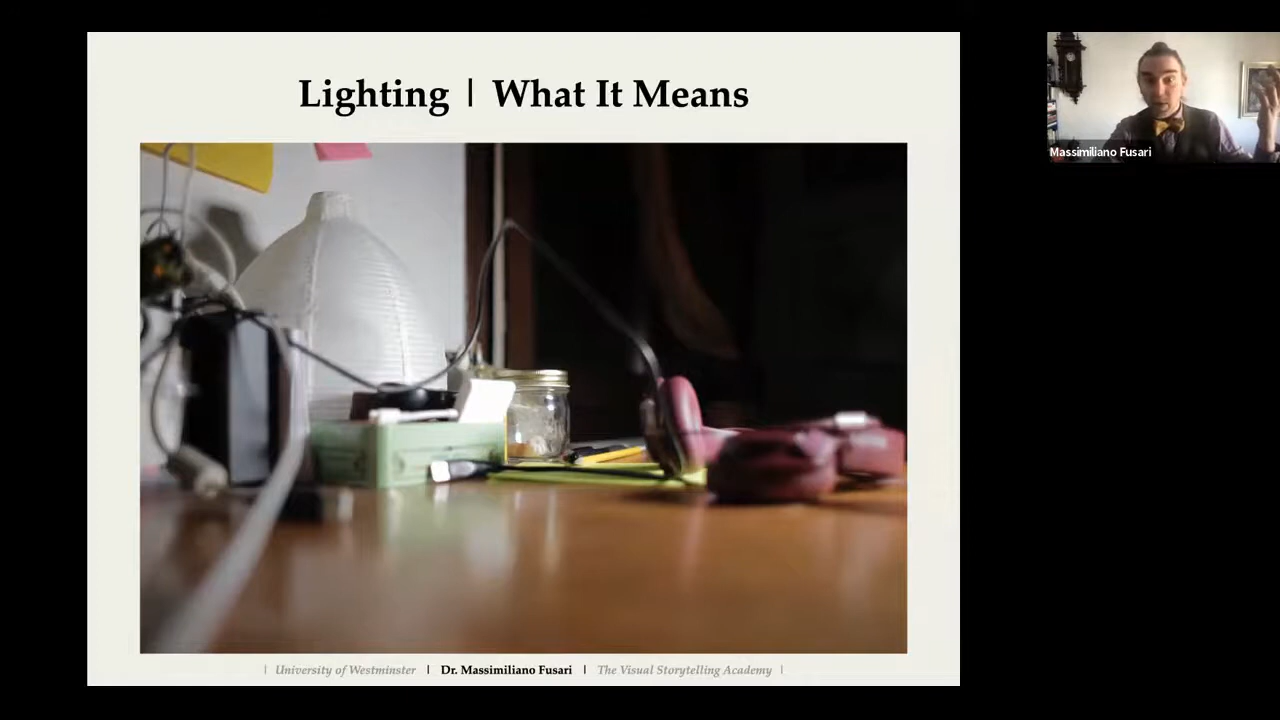 Lighting | What It Means
Massimiliano Fusari
| University of Westminster | Dr. Massimiliano Fusari | The Visual Storytelling Academy |